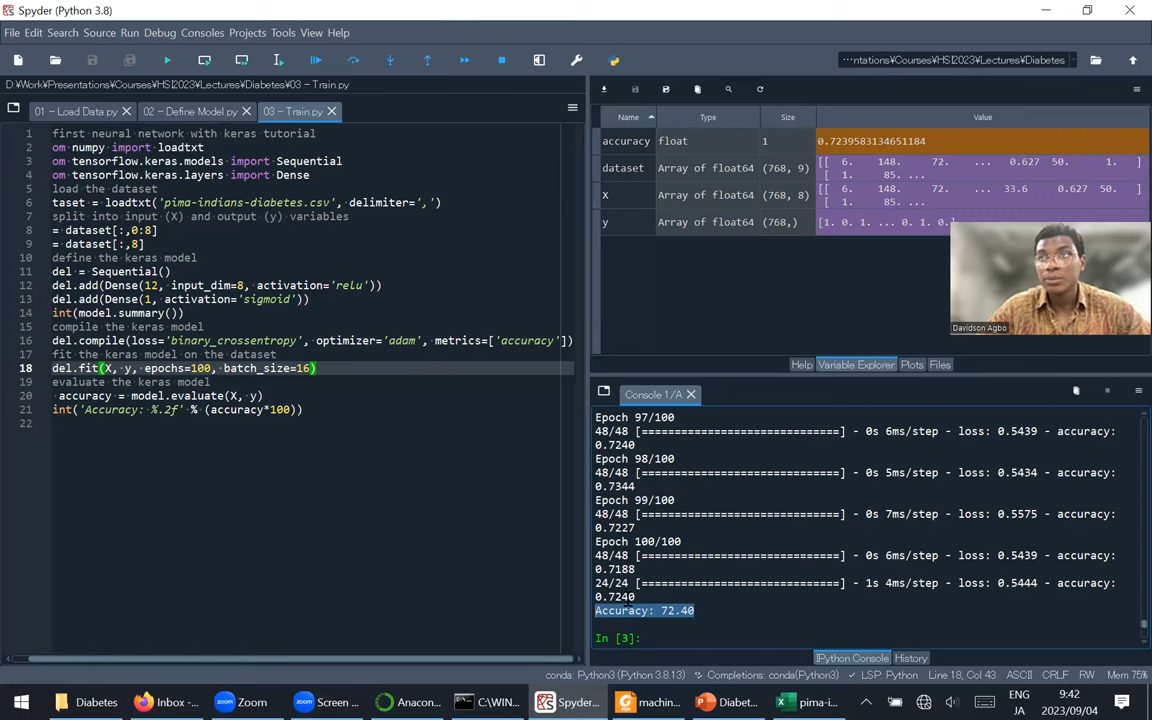 Spyder (Python 3.8)
File Edit Search Source Run Debug Consoles Projects Tools View Help
···ntations¥Courses¥HSI2023¥Lectures¥Diabetes
D:¥Work¥Presentations¥Courses¥HSI2023¥Lectures¥Diabetes¥03 – Train.py
01 – Load Data.py
02 – Define Model.py
03 – Train.py
1 first neural network with keras tutorial
2 om numpy import loadtxt
3 om tensorflow.keras.models import Sequential
4 om tensorflow.keras.layers import Dense
5 load the dataset
6 taset = loadtxt('pima-indians-diabetes.csv', delimiter=',')
7 split into input (X) and output (y) variables
8 = dataset[:,0:8]
9 = dataset[:,8]
10 define the keras model
11 del = Sequential()
12 del.add(Dense(12, input_dim=8, activation='relu'))
13 del.add(Dense(1, activation='sigmoid'))
14 int(model.summary())
15 compile the keras model
16 del.compile(loss='binary_crossentropy', optimizer='adam', metrics=['accuracy'])
17 fit the keras model on the dataset
18 del.fit(X, y, epochs=100, batch_size=16)
19 evaluate the keras model
20 accuracy = model.evaluate(X, y)
21 int('Accuracy: %.2f' % (accuracy*100))
22
Name Type Size Value
accuracy float 1 0.7239583134651184
dataset Array of float64 (768, 9) [[ 6. 148. 72. ... 0.627 50. 1. ]
[ 1. 85. ...
X Array of float64 (768, 8) [[ 6. 148. 72. ... 33.6 0.627 50. ]
[ 1. 85. ...
y Array of float64 (768,) [1. 0. 1. ... 0. 1. 0.]
Davidson Agbo
Help Variable Explorer Plots Files
Console 1/A
Epoch 97/100
48/48 [==============================] - 0s 6ms/step - loss: 0.5439 - accuracy:
0.7240
Epoch 98/100
48/48 [==============================] - 0s 5ms/step - loss: 0.5434 - accuracy:
0.7344
Epoch 99/100
48/48 [==============================] - 0s 7ms/step - loss: 0.5575 - accuracy:
0.7227
Epoch 100/100
48/48 [==============================] - 0s 6ms/step - loss: 0.5439 - accuracy:
0.7188
24/24 [==============================] - 1s 4ms/step - loss: 0.5444 - accuracy:
0.7240
Accuracy: 72.40
In [3]:
IPython Console History
conda: Python3 (Python 3.8.13) Completions: conda(Python3) LSP: Python Line 18, Col 43 ASCII CRLF RW Mem 75%
Diabetes
Inbox -...
Zoom
Screen ...
Anacon...
C:\WIN...
Spyder...
machin...
Diabet...
pima-i...
ENG
JA
9:42
2023/09/04